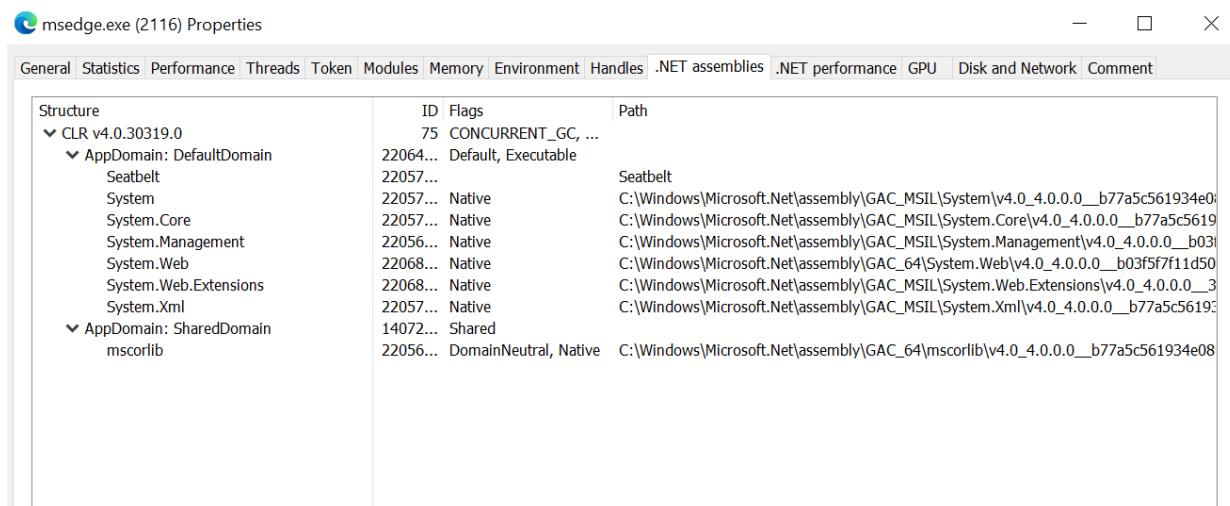 msedge.exe (2116) Properties
General Statistics Performance Threads Token Modules Memory Environment Handles .NET assemblies .NET performance GPU Disk and Network Comment
Structure ID Flags Path
CLR v4.0.30319.0 75 CONCURRENT_GC, ...
AppDomain: DefaultDomain 22064... Default, Executable
Seatbelt 22057... Seatbelt
System 22057... Native C:\Windows\Microsoft.Net\assembly\GAC_MSIL\System\v4.0_4.0.0.0__b77a5c561934e08
System.Core 22057... Native C:\Windows\Microsoft.Net\assembly\GAC_MSIL\System.Core\v4.0_4.0.0.0__b77a5c5619
System.Management 22056... Native C:\Windows\Microsoft.Net\assembly\GAC_MSIL\System.Management\v4.0_4.0.0.0__b03f
System.Web 22068... Native C:\Windows\Microsoft.Net\assembly\GAC_64\System.Web\v4.0_4.0.0.0__b03f5f7f11d50
System.Web.Extensions 22068... Native C:\Windows\Microsoft.Net\assembly\GAC_MSIL\System.Web.Extensions\v4.0_4.0.0.0__3
System.Xml 22057... Native C:\Windows\Microsoft.Net\assembly\GAC_MSIL\System.Xml\v4.0_4.0.0.0__b77a5c56193
AppDomain: SharedDomain 14072... Shared
mscorlib 22056... DomainNeutral, Native C:\Windows\Microsoft.Net\assembly\GAC_64\mscorlib\v4.0_4.0.0.0__b77a5c561934e08